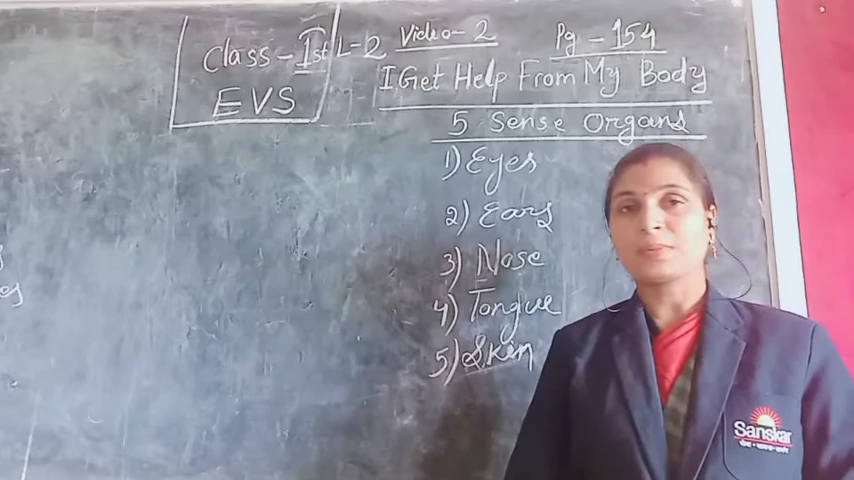 Class - 1st
EVS
L-2 Video - 2 Pg - 154
I Get Help From My Body
5 Sense Organs
1) Eyes
2) Ears
3) Nose
4) Tongue
5) Skin
Sanskar